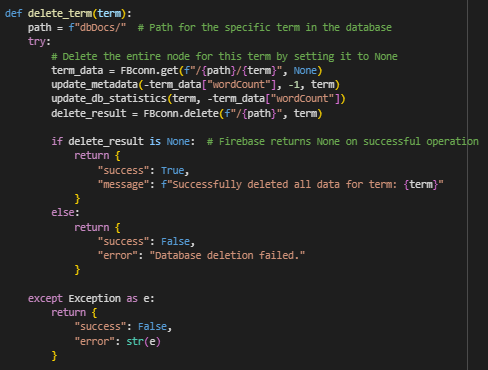 def delete_term(term):
    path = f"dbDocs/"  # Path for the specific term in the database
    try:
        # Delete the entire node for this term by setting it to None
        term_data = FBconn.get(f"/{path}/{term}", None)
        update_metadata(-term_data["wordCount"], -1, term)
        update_db_statistics(term, -term_data["wordCount"])
        delete_result = FBconn.delete(f"/{path}", term)

        if delete_result is None:  # Firebase returns None on successful operation
            return {
                "success": True,
                "message": f"Successfully deleted all data for term: {term}"
            }
        else:
            return {
                "success": False,
                "error": "Database deletion failed."
            }

    except Exception as e:
        return {
            "success": False,
            "error": str(e)
        }